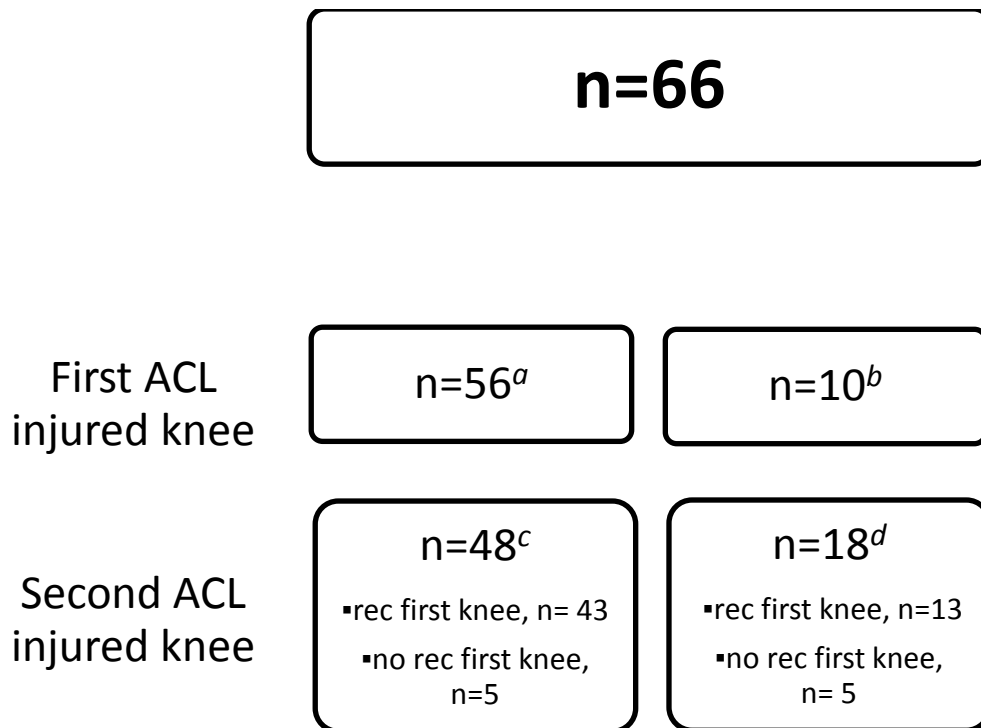 n=66
First ACL
injured knee
n=56ᵃ
n=10ᵇ
Second ACL
injured knee
n=48ᶜ
▪rec first knee, n= 43
▪no rec first knee,
n=5
n=18ᵈ
▪rec first knee, n=13
▪no rec first knee,
n= 5